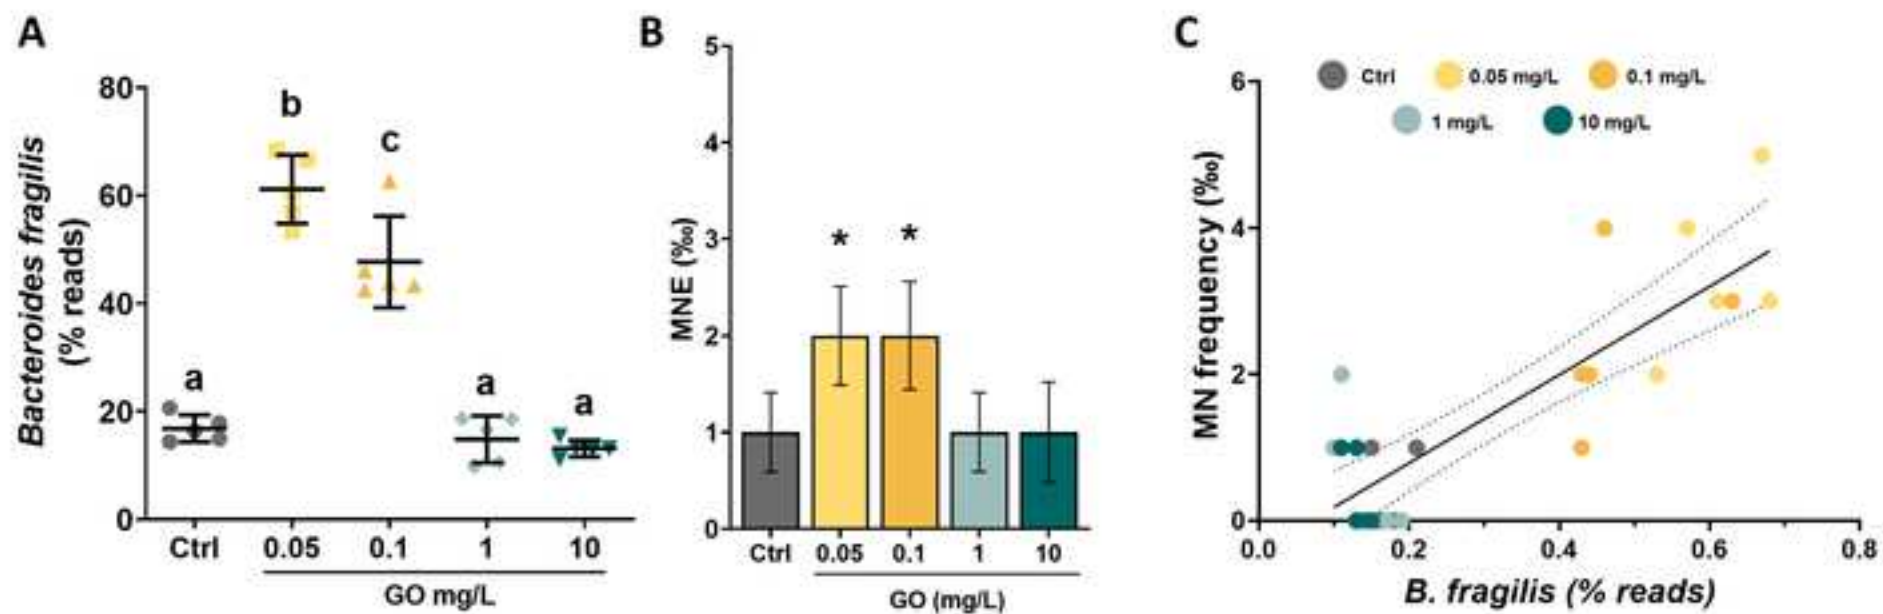 A
Bacteroides fragilis
(% reads)
80
60
40
20
0
a
b
c
a
a
Ctrl 0.05 0.1 1 10
GO mg/L
B
MNE (‰)
5
4
3
2
1
0
* *
Ctrl 0.05 0.1 1 10
GO (mg/L)
C
MN frequency (‰)
6
4
2
0
Ctrl 0.05 mg/L 0.1 mg/L
1 mg/L 10 mg/L
0.0 0.2 0.4 0.6 0.8
B. fragilis (% reads)